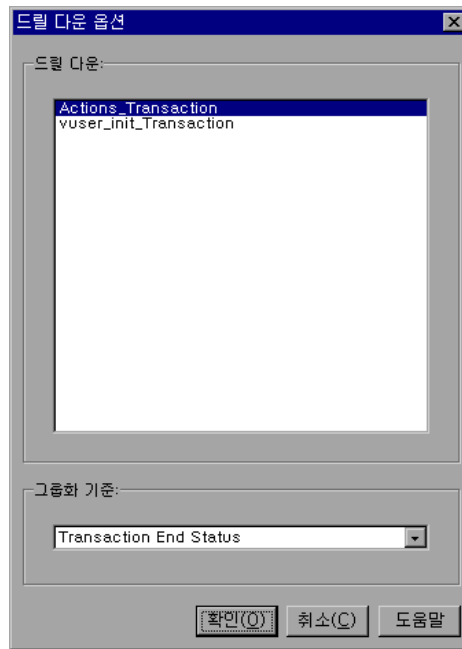 드릴 다운 옵션
드릴 다운:
Actions_Transaction
vuser_init_Transaction
그룹화 기준:
Transaction End Status
확인(O) 취소(C) 도움말